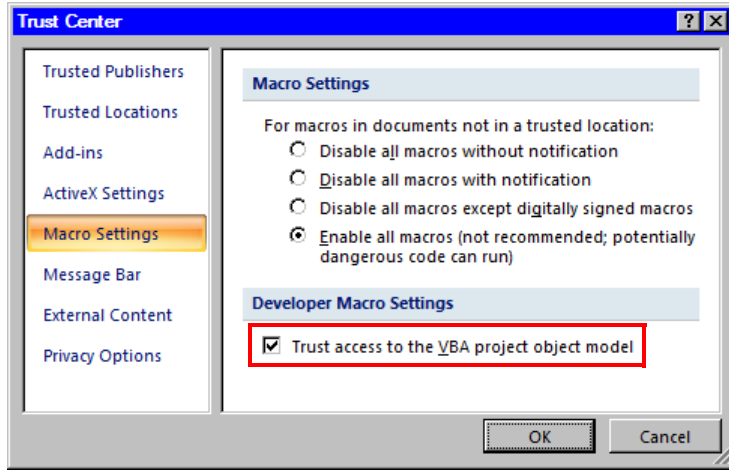 Trust Center
Trusted Publishers
Trusted Locations
Add-ins
ActiveX Settings
Macro Settings
Message Bar
External Content
Privacy Options
Macro Settings
For macros in documents not in a trusted location:
Disable all macros without notification
Disable all macros with notification
Disable all macros except digitally signed macros
Enable all macros (not recommended; potentially
dangerous code can run)
Developer Macro Settings
Trust access to the VBA project object model
OK
Cancel